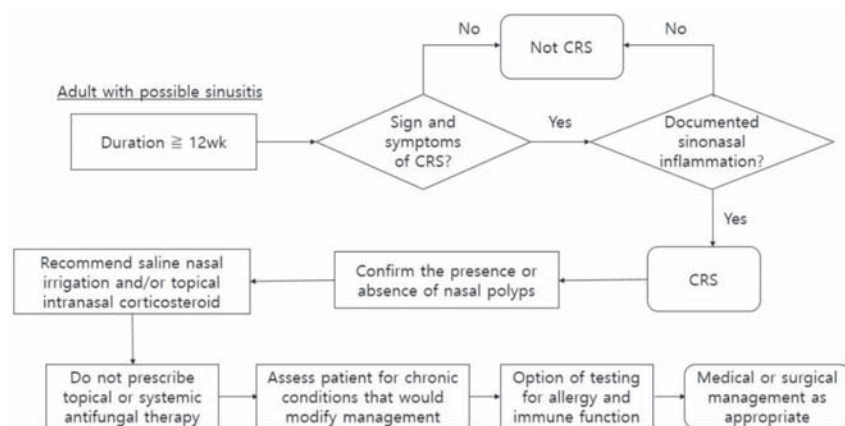 No
Not CRS
No
Adult with possible sinusitis
Duration ≧ 12wk
Sign and
symptoms
of CRS?
Yes
Documented
sinonasal
inflammation?
Yes
Recommend saline nasal
irrigation and/or topical
intranasal corticosteroid
Confirm the presence or
absence of nasal polyps
CRS
Do not prescribe
topical or systemic
antifungal therapy
Assess patient for chronic
conditions that would
modify management
Option of testing
for allergy and
immune function
Medical or surgical
management as
appropriate